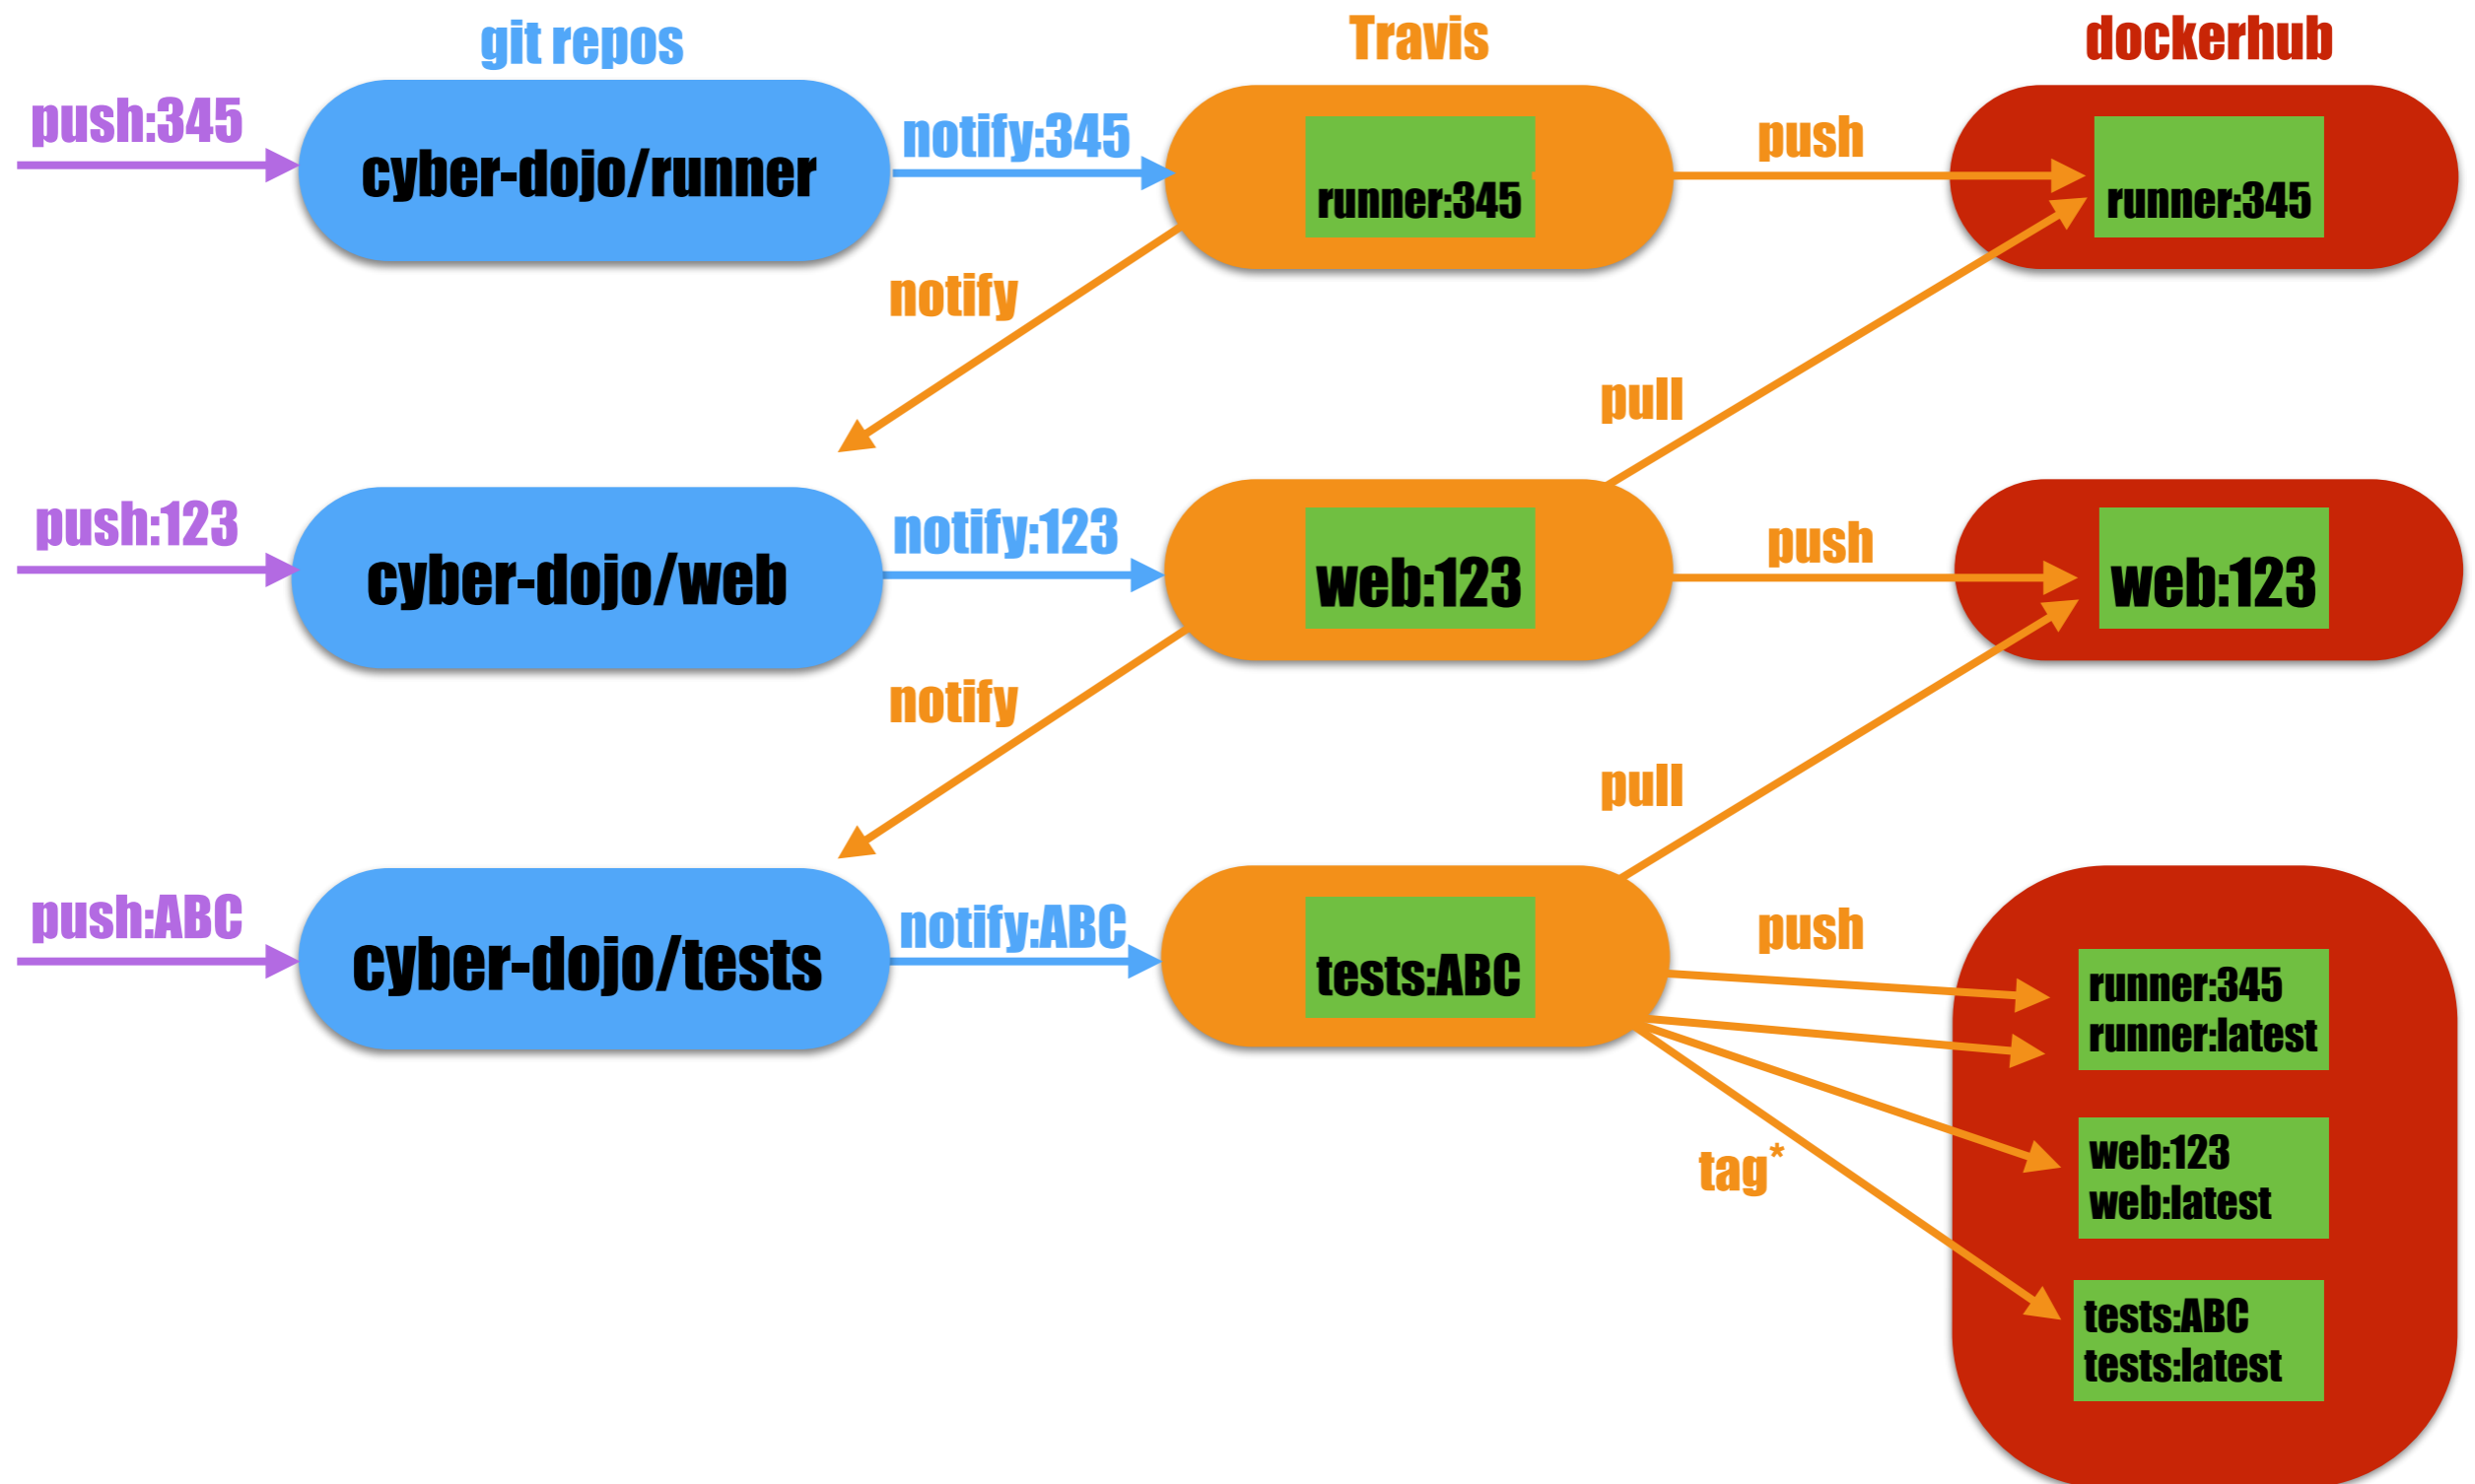 git repos
Travis
dockerhub
push:345
cyber-dojo/runner
notify:345
runner:345
push
runner:345
notify
pull
push:123
cyber-dojo/web
notify:123
web:123
push
web:123
notify
pull
push:ABC
cyber-dojo/tests
notify:ABC
tests:ABC
push
runner:345
runner:latest
tag*
web:123
web:latest
tests:ABC
tests:latest